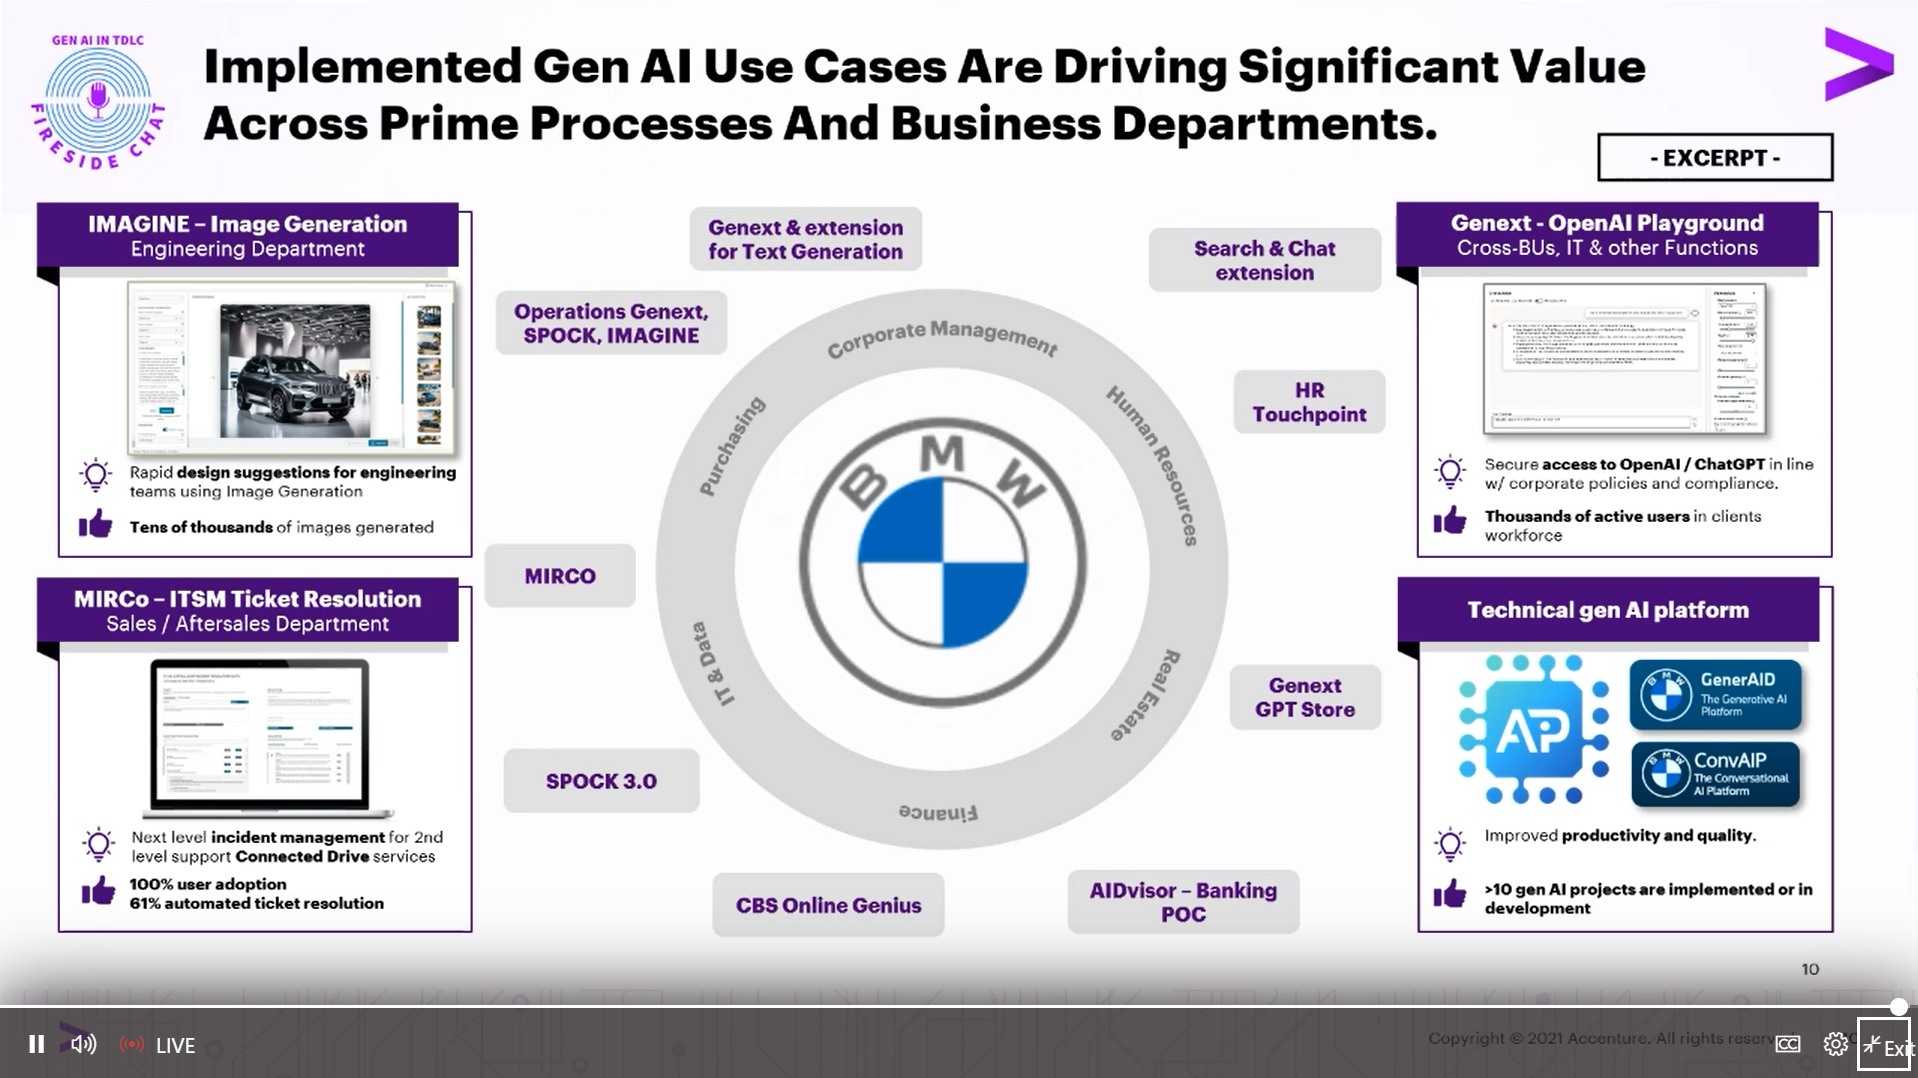 GEN AI IN TDLC
FIRESIDE CHAT
Implemented Gen AI Use Cases Are Driving Significant Value
Across Prime Processes And Business Departments.
- EXCERPT -
IMAGINE – Image Generation
Engineering Department
Rapid design suggestions for engineering
teams using Image Generation
Tens of thousands of images generated
MIRCo – ITSM Ticket Resolution
Sales / Aftersales Department
Next level incident management for 2nd
level support Connected Drive services
100% user adoption
61% automated ticket resolution
Genext & extension
for Text Generation
Search & Chat
extension
Operations Genext,
SPOCK, IMAGINE
HR
Touchpoint
MIRCO
Genext
GPT Store
SPOCK 3.0
CBS Online Genius
AIDvisor – Banking
POC
Corporate Management
Human Resources
Real Estate
Finance
IT & Data
Purchasing
BMW
Genext - OpenAI Playground
Cross-BUs, IT & other Functions
Secure access to OpenAI / ChatGPT in line
w/ corporate policies and compliance.
Thousands of active users in clients
workforce
Technical gen AI platform
AP
BMW
GenerAID
The Generative AI
Platform
BMW
ConvAIP
The Conversational
AI Platform
Improved productivity and quality.
>10 gen AI projects are implemented or in
development
10
LIVE
Copyright © 2021 Accenture. All rights
CC
Exit